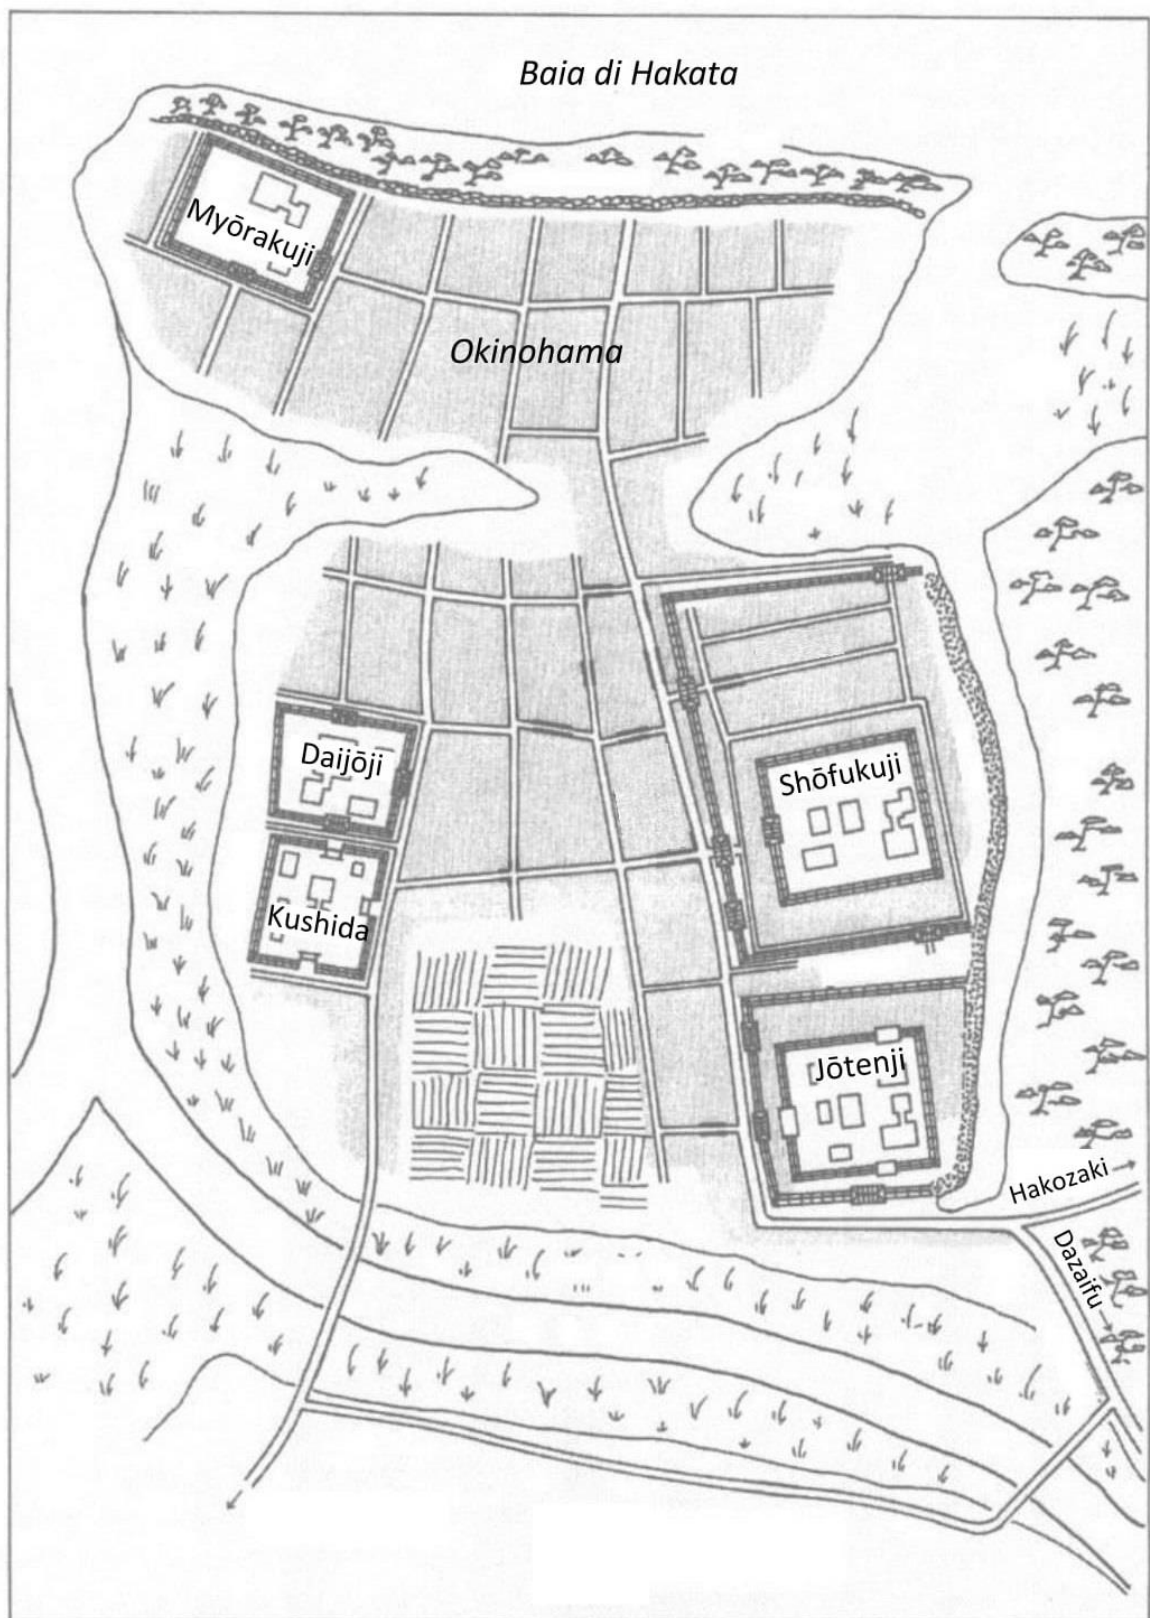 Baia di Hakata
Myōrakuji
Okinohama
Daijōji
Shōfukuji
Kushida
Jōtenji
Hakozaki →
Dazaifu →